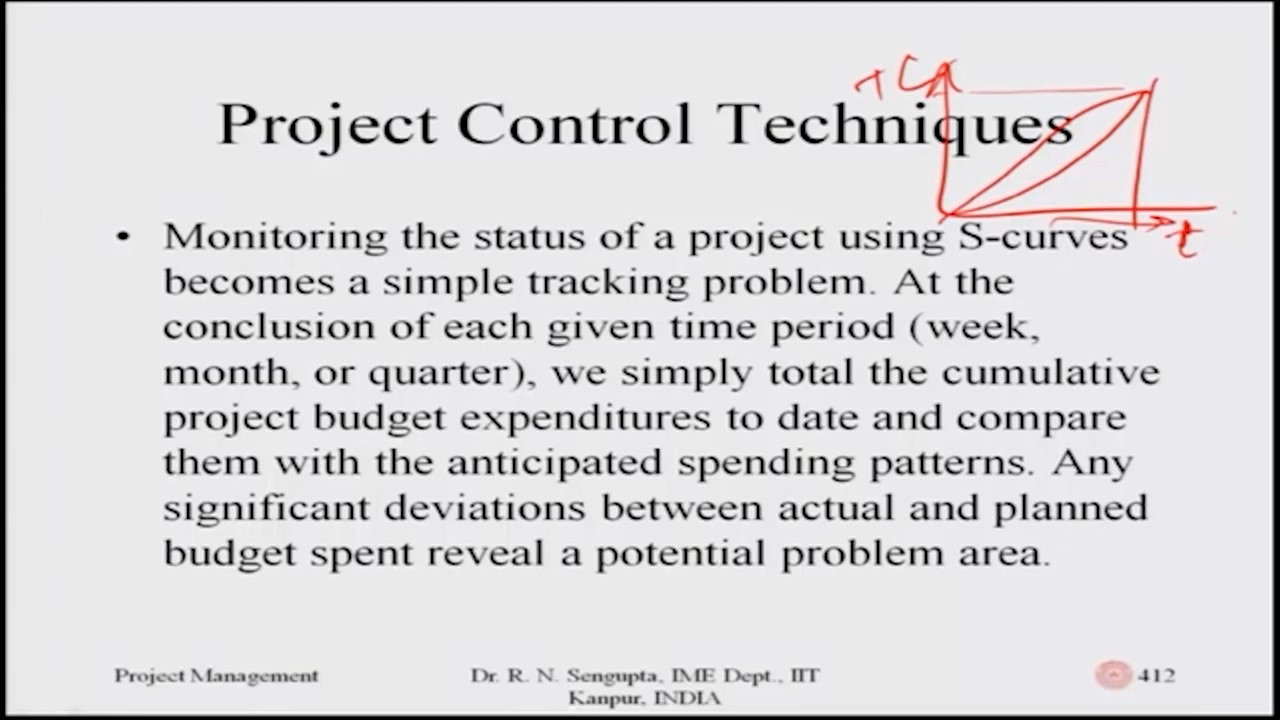 Project Control Techniques
• Monitoring the status of a project using S-curves
becomes a simple tracking problem. At the
conclusion of each given time period (week,
month, or quarter), we simply total the cumulative
project budget expenditures to date and compare
them with the anticipated spending patterns. Any
significant deviations between actual and planned
budget spent reveal a potential problem area.
t
Project Management
Dr. R. N. Sengupta, IME Dept., IIT
Kanpur, INDIA
412